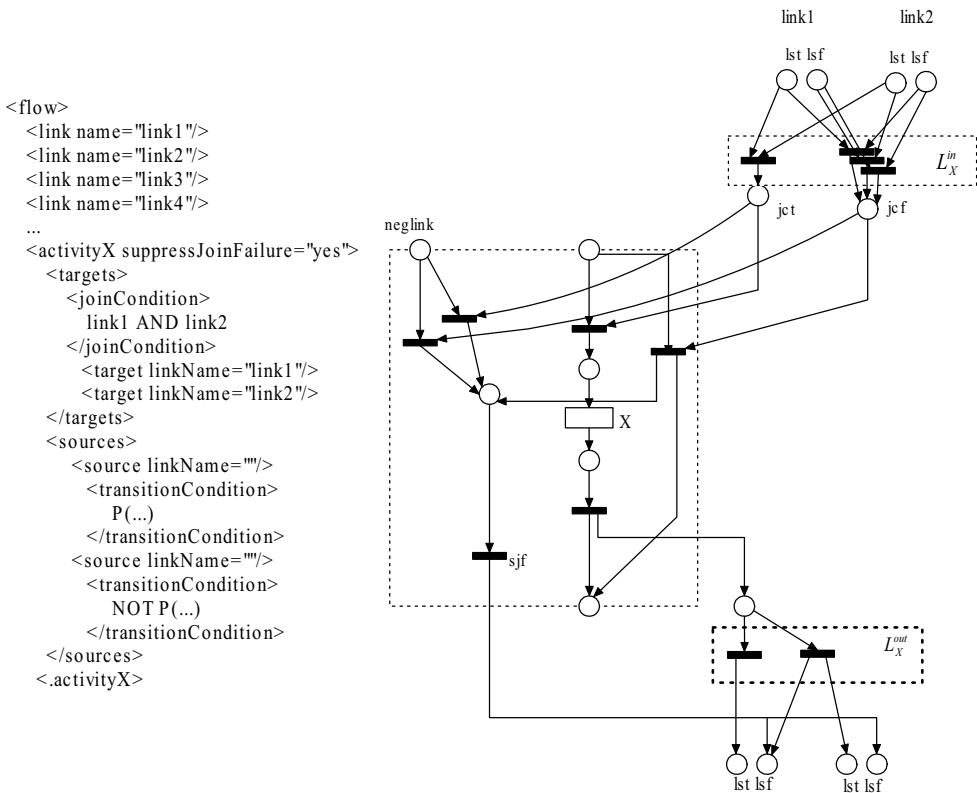 <flow>
<link name="link1"/>
<link name="link2"/>
<link name="link3"/>
<link name="link4"/>
...
<activityX suppressJoinFailure="yes">
<targets>
<joinCondition>
link1 AND link2
</joinCondition>
<target linkName="link1"/>
<target linkName="link2"/>
</targets>
<sources>
<source linkName=""/>
<transitionCondition>
P(...)
</transitionCondition>
<source linkName=""/>
<transitionCondition>
NOT P(...)
</transitionCondition>
</sources>
<.activityX>
link1 link2
lst lsf lst lsf
L_X^{in}
jct jcf
neglink
X
sjf
L_X^{out}
lst lsf lst lsf